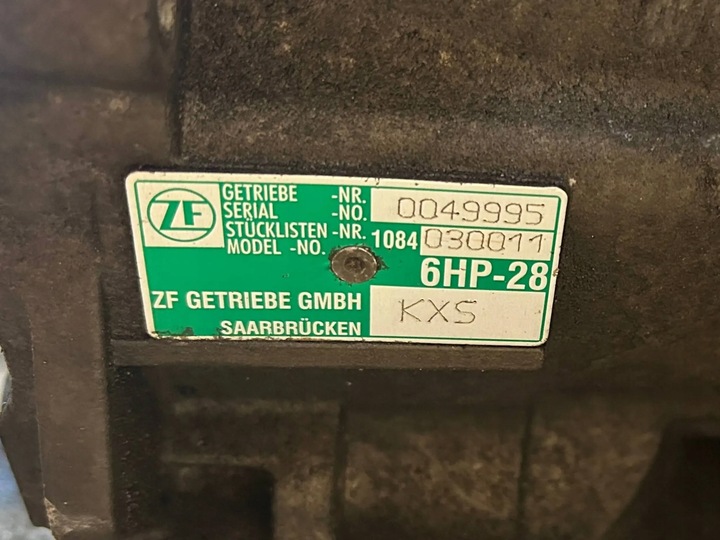 ZF
GETRIEBE -NR.
SERIAL -NO. 0049995
STÜCKLISTEN -NR.
MODEL -NO. 1084 030011
6HP-28
ZF GETRIEBE GMBH
SAARBRÜCKEN KXS